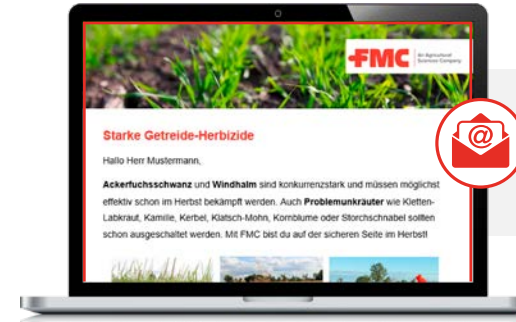 FMC
An Agricultural
Sciences Company
Starke Getreide-Herbizide
Hallo Herr Mustermann,
Ackerfuchsschwanz und Windhalm sind konkurrenzstark und müssen möglichst
effektiv schon im Herbst bekämpft werden. Auch Problemunkräuter wie Kletten-
Labkraut, Kamille, Kerbel, Klatsch-Mohn, Kornblume oder Storchschnabel sollten
schon ausgeschaltet werden. Mit FMC bist du auf der sicheren Seite im Herbst!
@